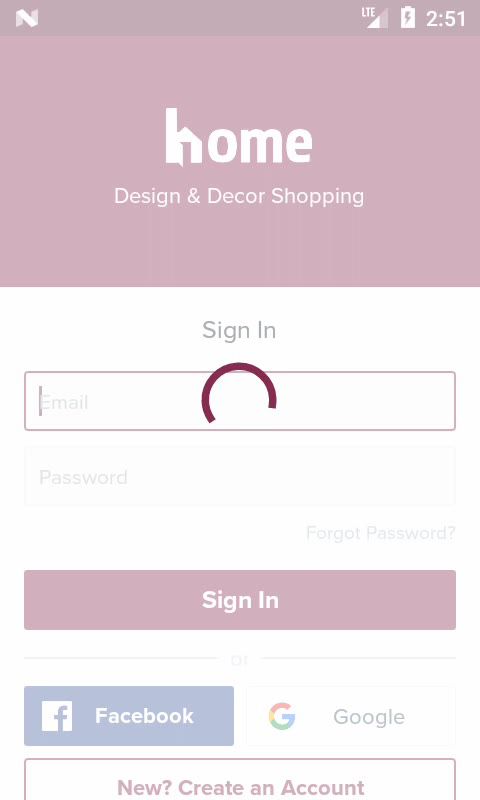 LTE 2:51
home
Design & Decor Shopping
Sign In
Email
Password
Forgot Password?
Sign In
or
Facebook
Google
New? Create an Account